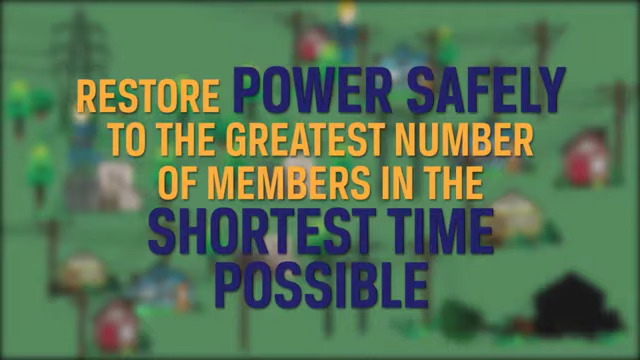 RESTORE POWER SAFELY
TO THE GREATEST NUMBER
OF MEMBERS IN THE
SHORTEST TIME
POSSIBLE